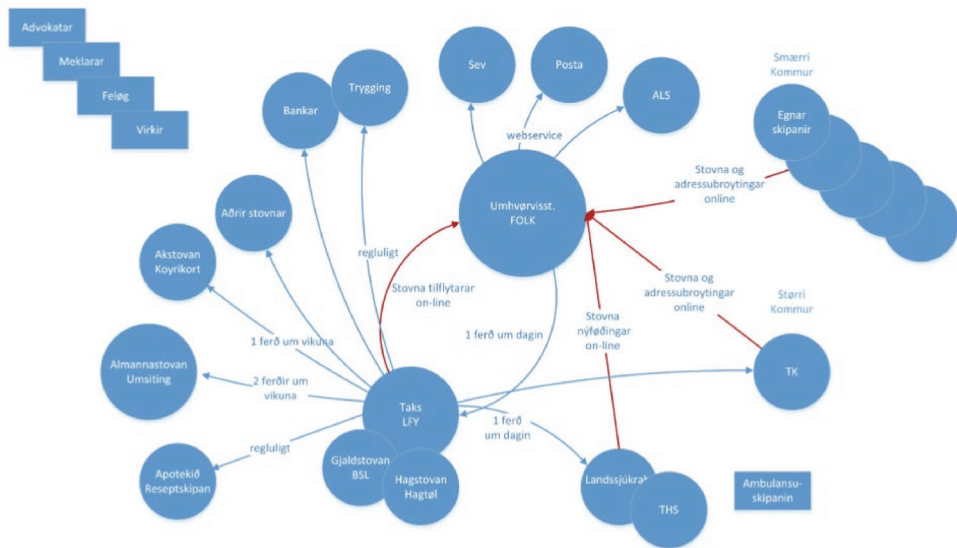 Advokatar
Meklarar
Feløg
Virkir
Bankar
Trygging
Sev
Posta
ALS
webservice
Smærri
Kommur
Egnar
skipanir
Umhvørvisst.
FOLK
Stovna og
adressubroytingar
online
Aðrir stovnar
Akstovan
Koyrikort
regluligt
Stovna tilflytarar
on-line
Stovna og
adressubroytingar
online
Størri
Kommur
1 ferð um dagin
Stovna
nýføðingar
on-line
1 ferð um vikuna
Almannastovan
Umsiting
2 ferðir um
vikuna
TK
Taks
LFY
1 ferð
um dagin
regluligt
Apotekið
Reseptskipan
Gjaldstovan
BSL
Hagstovan
Hagtøl
Landssjúkrah
THS
Ambulansu-
skipanin